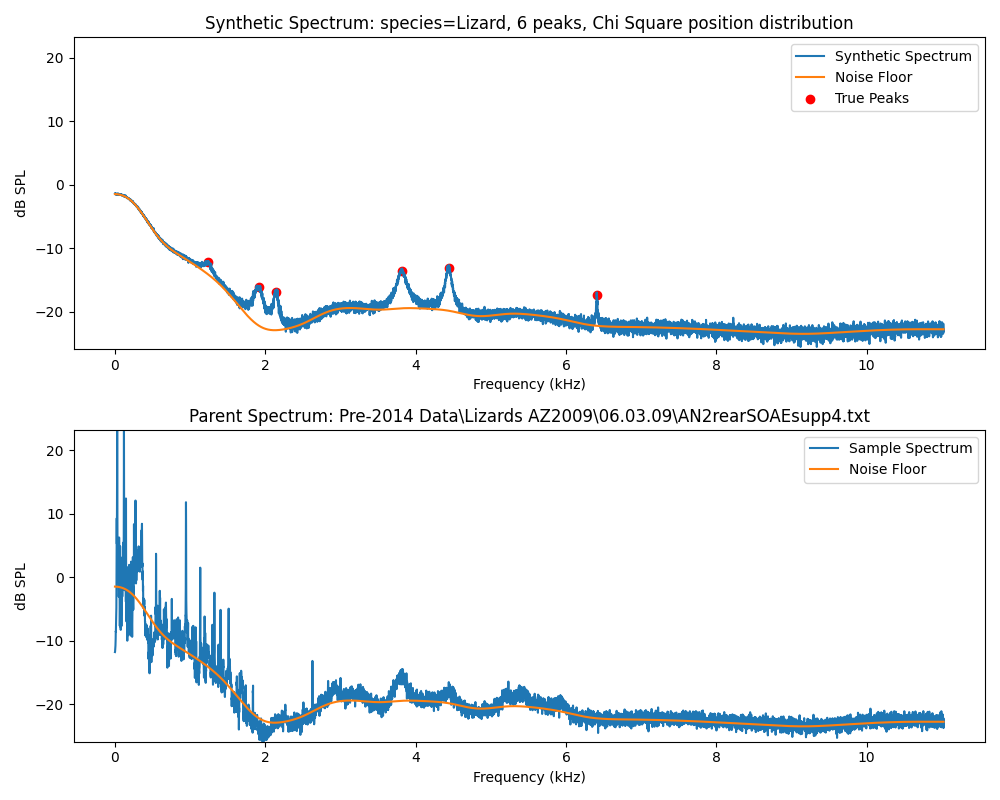 Synthetic Spectrum: species=Lizard, 6 peaks, Chi Square position distribution
dB SPL
20
10
0
−10
−20
Synthetic Spectrum
Noise Floor
True Peaks
0 2 4 6 8 10
Frequency (kHz)
Parent Spectrum: Pre-2014 Data\Lizards AZ2009\06.03.09\AN2rearSOAEsupp4.txt
dB SPL
20
10
0
−10
−20
Sample Spectrum
Noise Floor
0 2 4 6 8 10
Frequency (kHz)